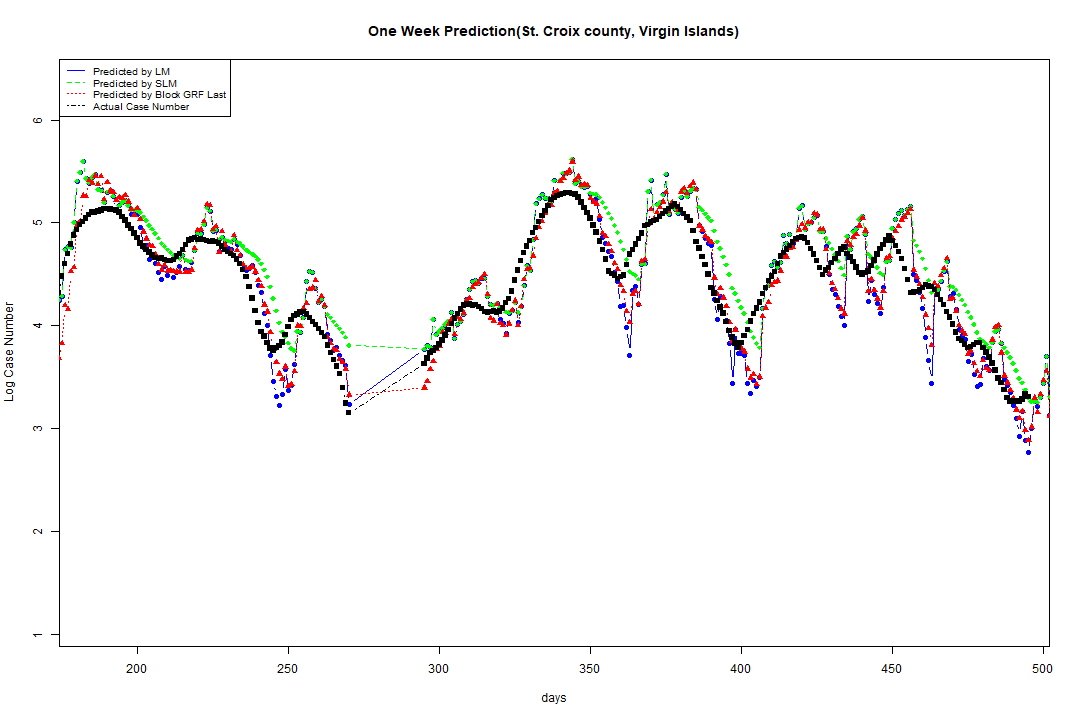 One Week Prediction(St. Croix county, Virgin Islands)
Predicted by LM
Predicted by SLM
Predicted by Block GRF Last
Actual Case Number
Log Case Number
6
5
4
3
2
1
200 250 300 350 400 450 500
days